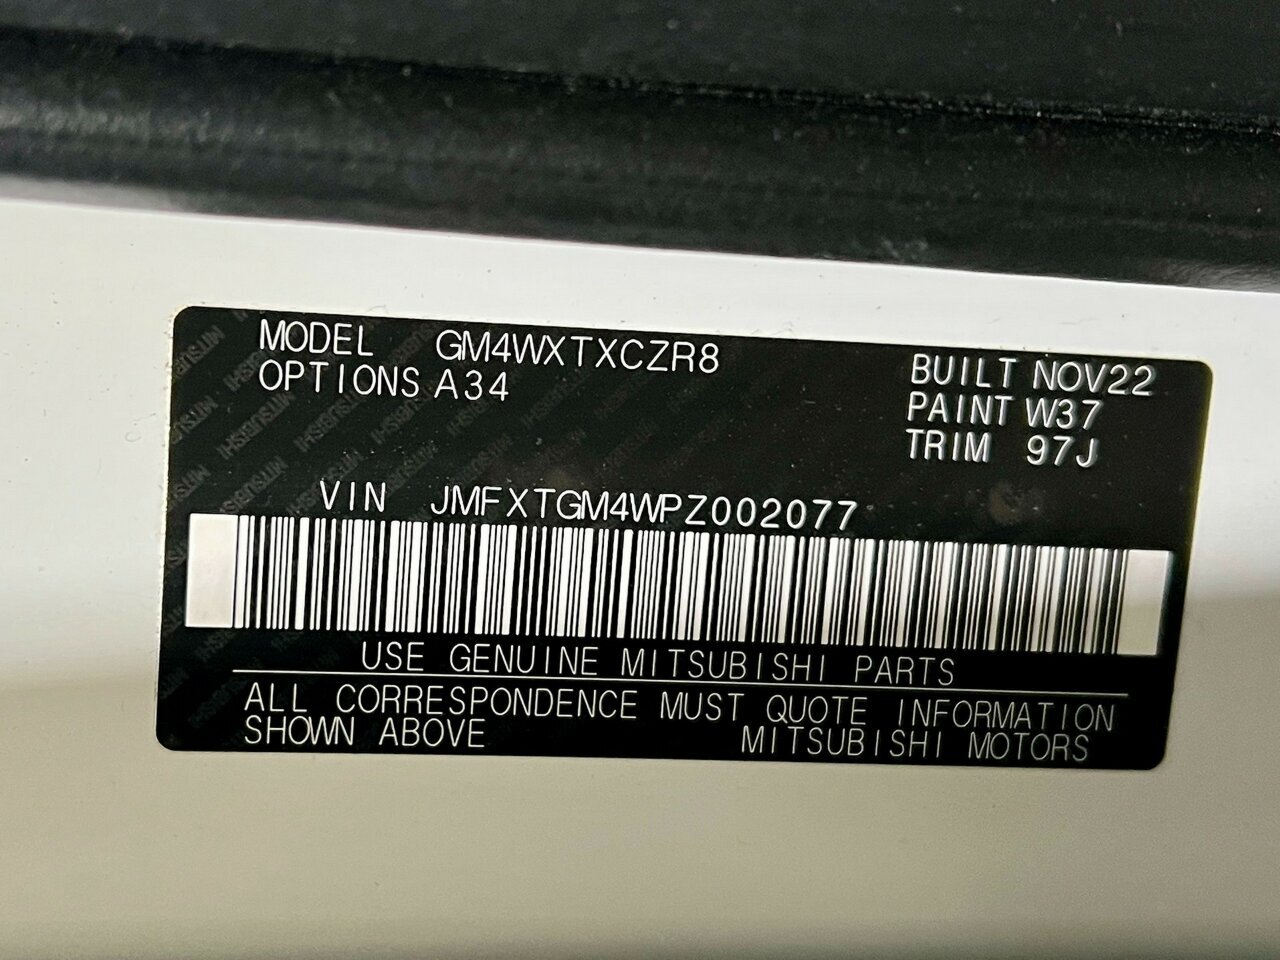 MODEL GM4WXTXCZR8
OPTIONS A34
BUILT NOV22
PAINT W37
TRIM 97J
VIN JMFXTGM4WPZ002077
USE GENUINE MITSUBISHI PARTS
ALL CORRESPONDENCE MUST QUOTE INFORMATION
SHOWN ABOVE MITSUBISHI MOTORS